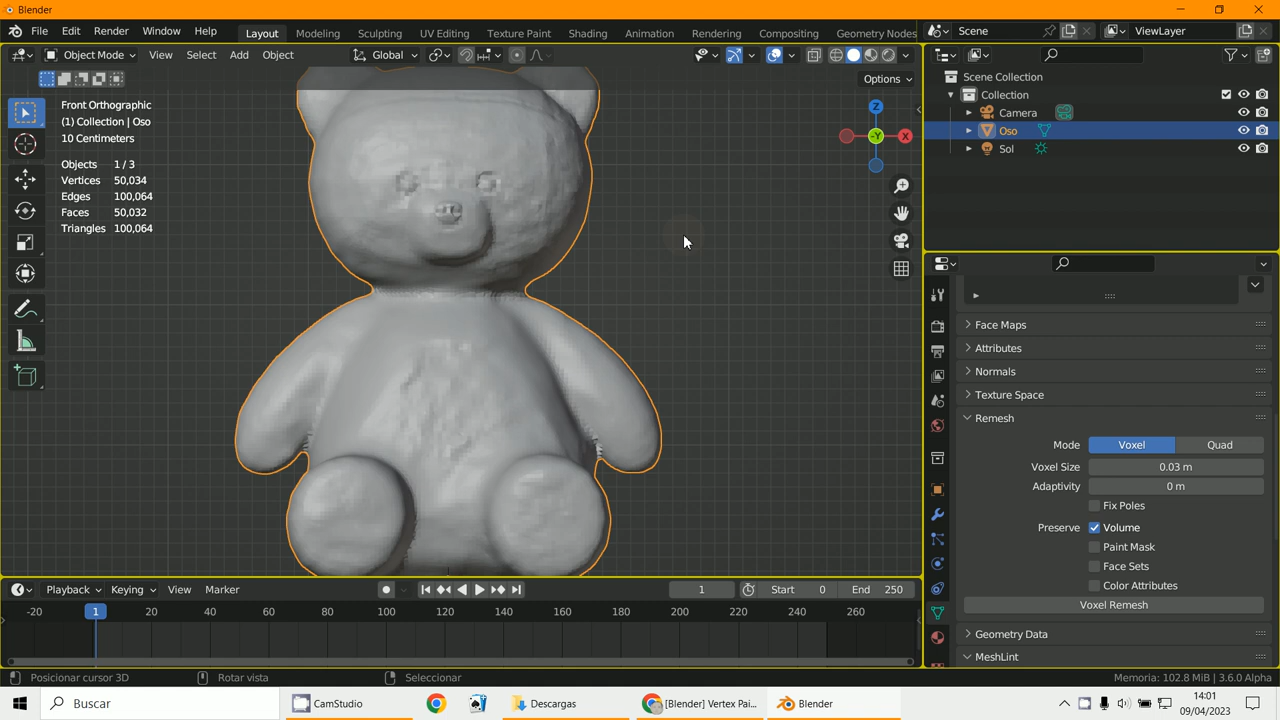 Blender
File Edit Render Window Help Layout Modeling Sculpting UV Editing Texture Paint Shading Animation Rendering Compositing Geometry Nodes Scene ViewLayer
Object Mode View Select Add Object Global
Options
Front Orthographic
(1) Collection | Oso
10 Centimeters
Objects 1 / 3
Vertices 50,034
Edges 100,064
Faces 50,032
Triangles 100,064
Z
X
-Y
Scene Collection
Collection
Camera
Oso
Sol
Face Maps
Attributes
Normals
Texture Space
Remesh
Mode Voxel Quad
Voxel Size 0.03 m
Adaptivity 0 m
Fix Poles
Preserve Volume
Paint Mask
Face Sets
Color Attributes
Voxel Remesh
Geometry Data
MeshLint
Playback Keying View Marker 1 Start 0 End 250
-20 1 20 40 60 80 100 120 140 160 180 200 220 240 260
Posicionar cursor 3D Rotar vista Seleccionar Memoria: 102.8 MiB | 3.6.0 Alpha
Buscar CamStudio Descargas [Blender] Vertex Pai... Blender
14:01
09/04/2023